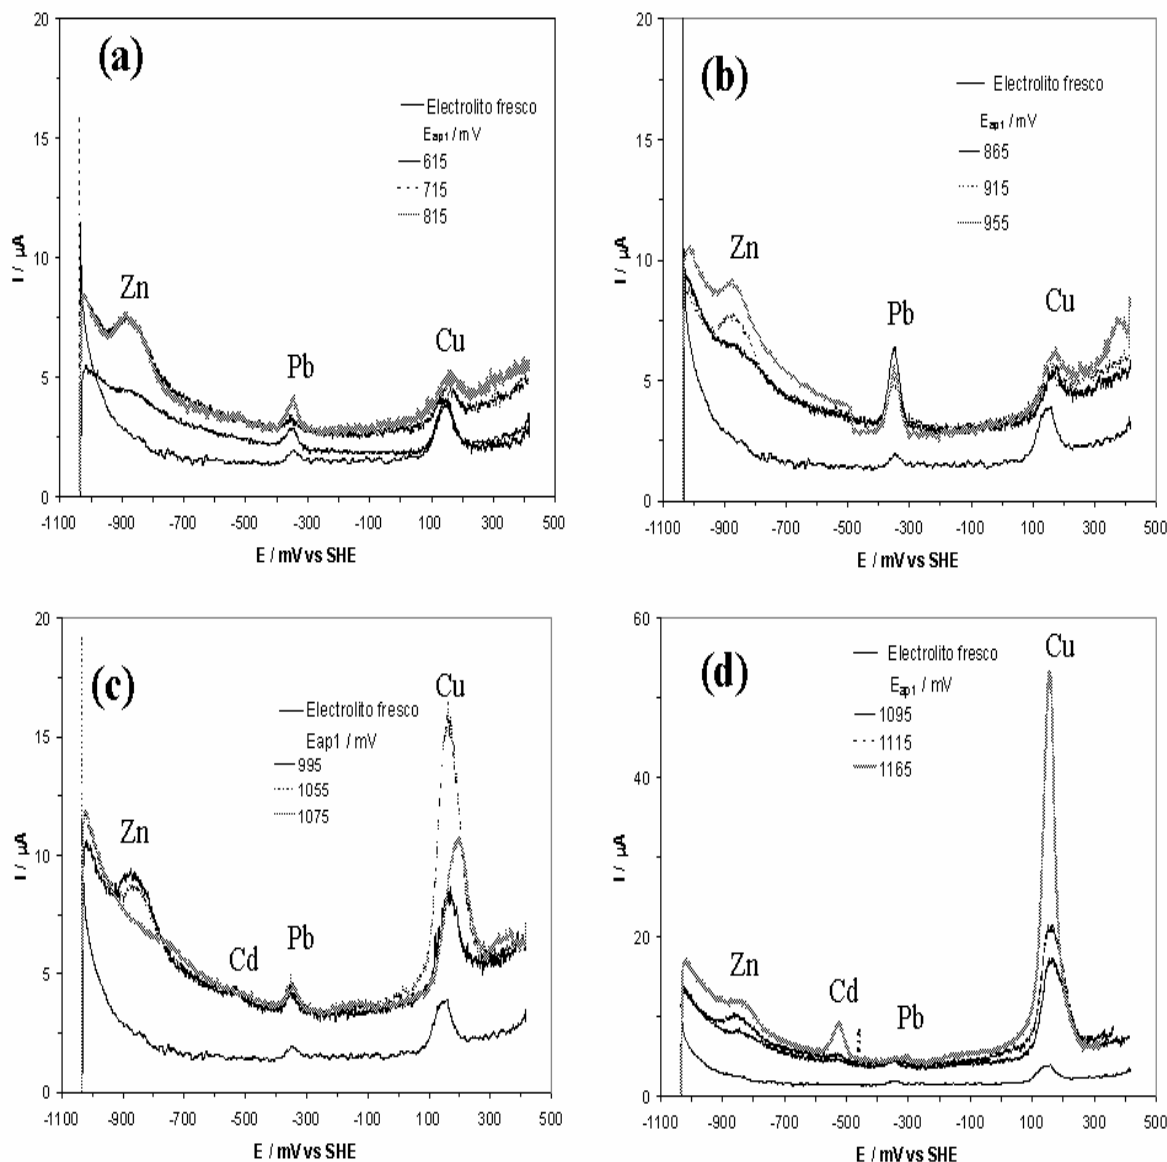 (a)
Electrolito fresco
Eap1 / mV
615
715
815
Zn
Pb
Cu
I / µA
20
15
10
5
0
-1100 -900 -700 -500 -300 -100 100 300 500
E / mV vs SHE
(b)
Electrolito fresco
Eap1 / mV
865
915
955
Zn
Pb
Cu
I / µA
20
15
10
5
0
-1100 -900 -700 -500 -300 -100 100 300 500
E / mV vs SHE
(c)
Electrolito fresco
Eap1 / mV
995
1055
1075
Zn
Cd
Pb
Cu
I / µA
20
15
10
5
0
-1100 -900 -700 -500 -300 -100 100 300 500
E / mV vs SHE
(d)
Electrolito fresco
Eap1 / mV
1095
1115
1165
Zn
Cd
Pb
Cu
I / µA
60
40
20
0
-1100 -900 -700 -500 -300 -100 100 300 500
E / mV vs SHE